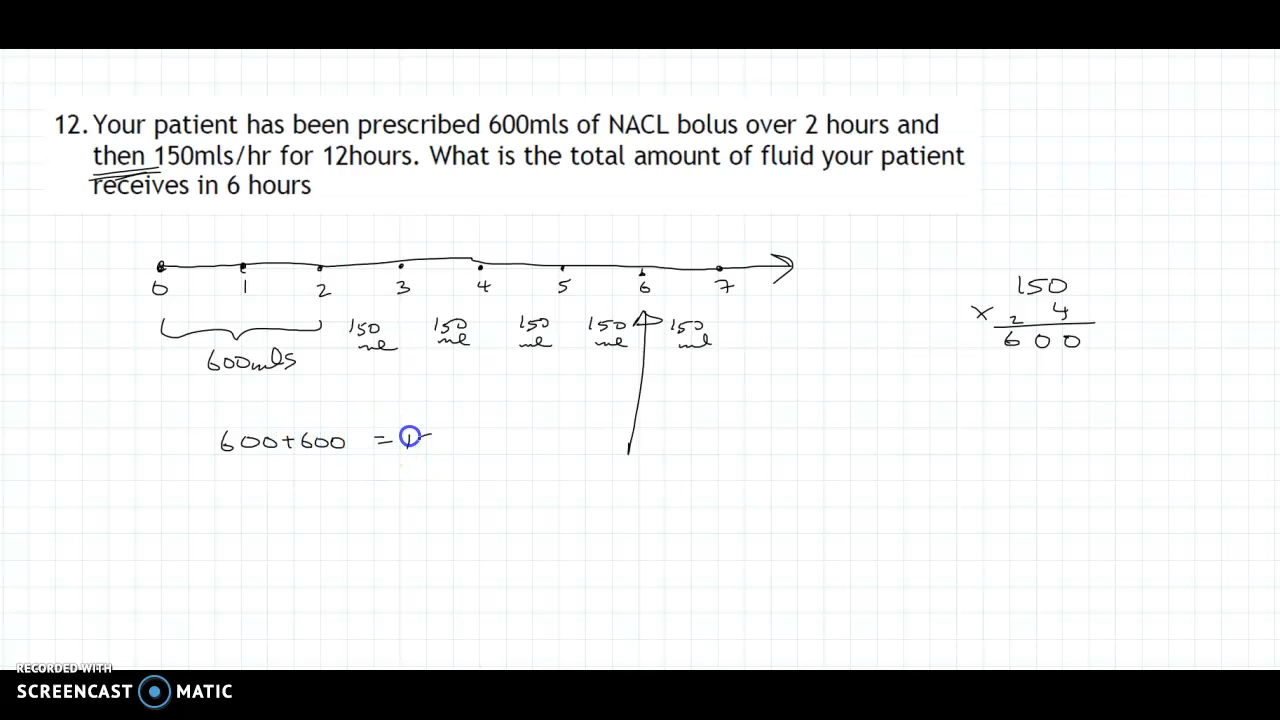 12. Your patient has been prescribed 600mls of NACL bolus over 2 hours and
then 150mls/hr for 12hours. What is the total amount of fluid your patient
receives in 6 hours
0 1 2 3 4 5 6 7
150 ml 150 ml 150 ml 150 ml 150 ml
600mls
150
× 4
2
600
600+600 =
RECORDED WITH
SCREENCAST MATIC